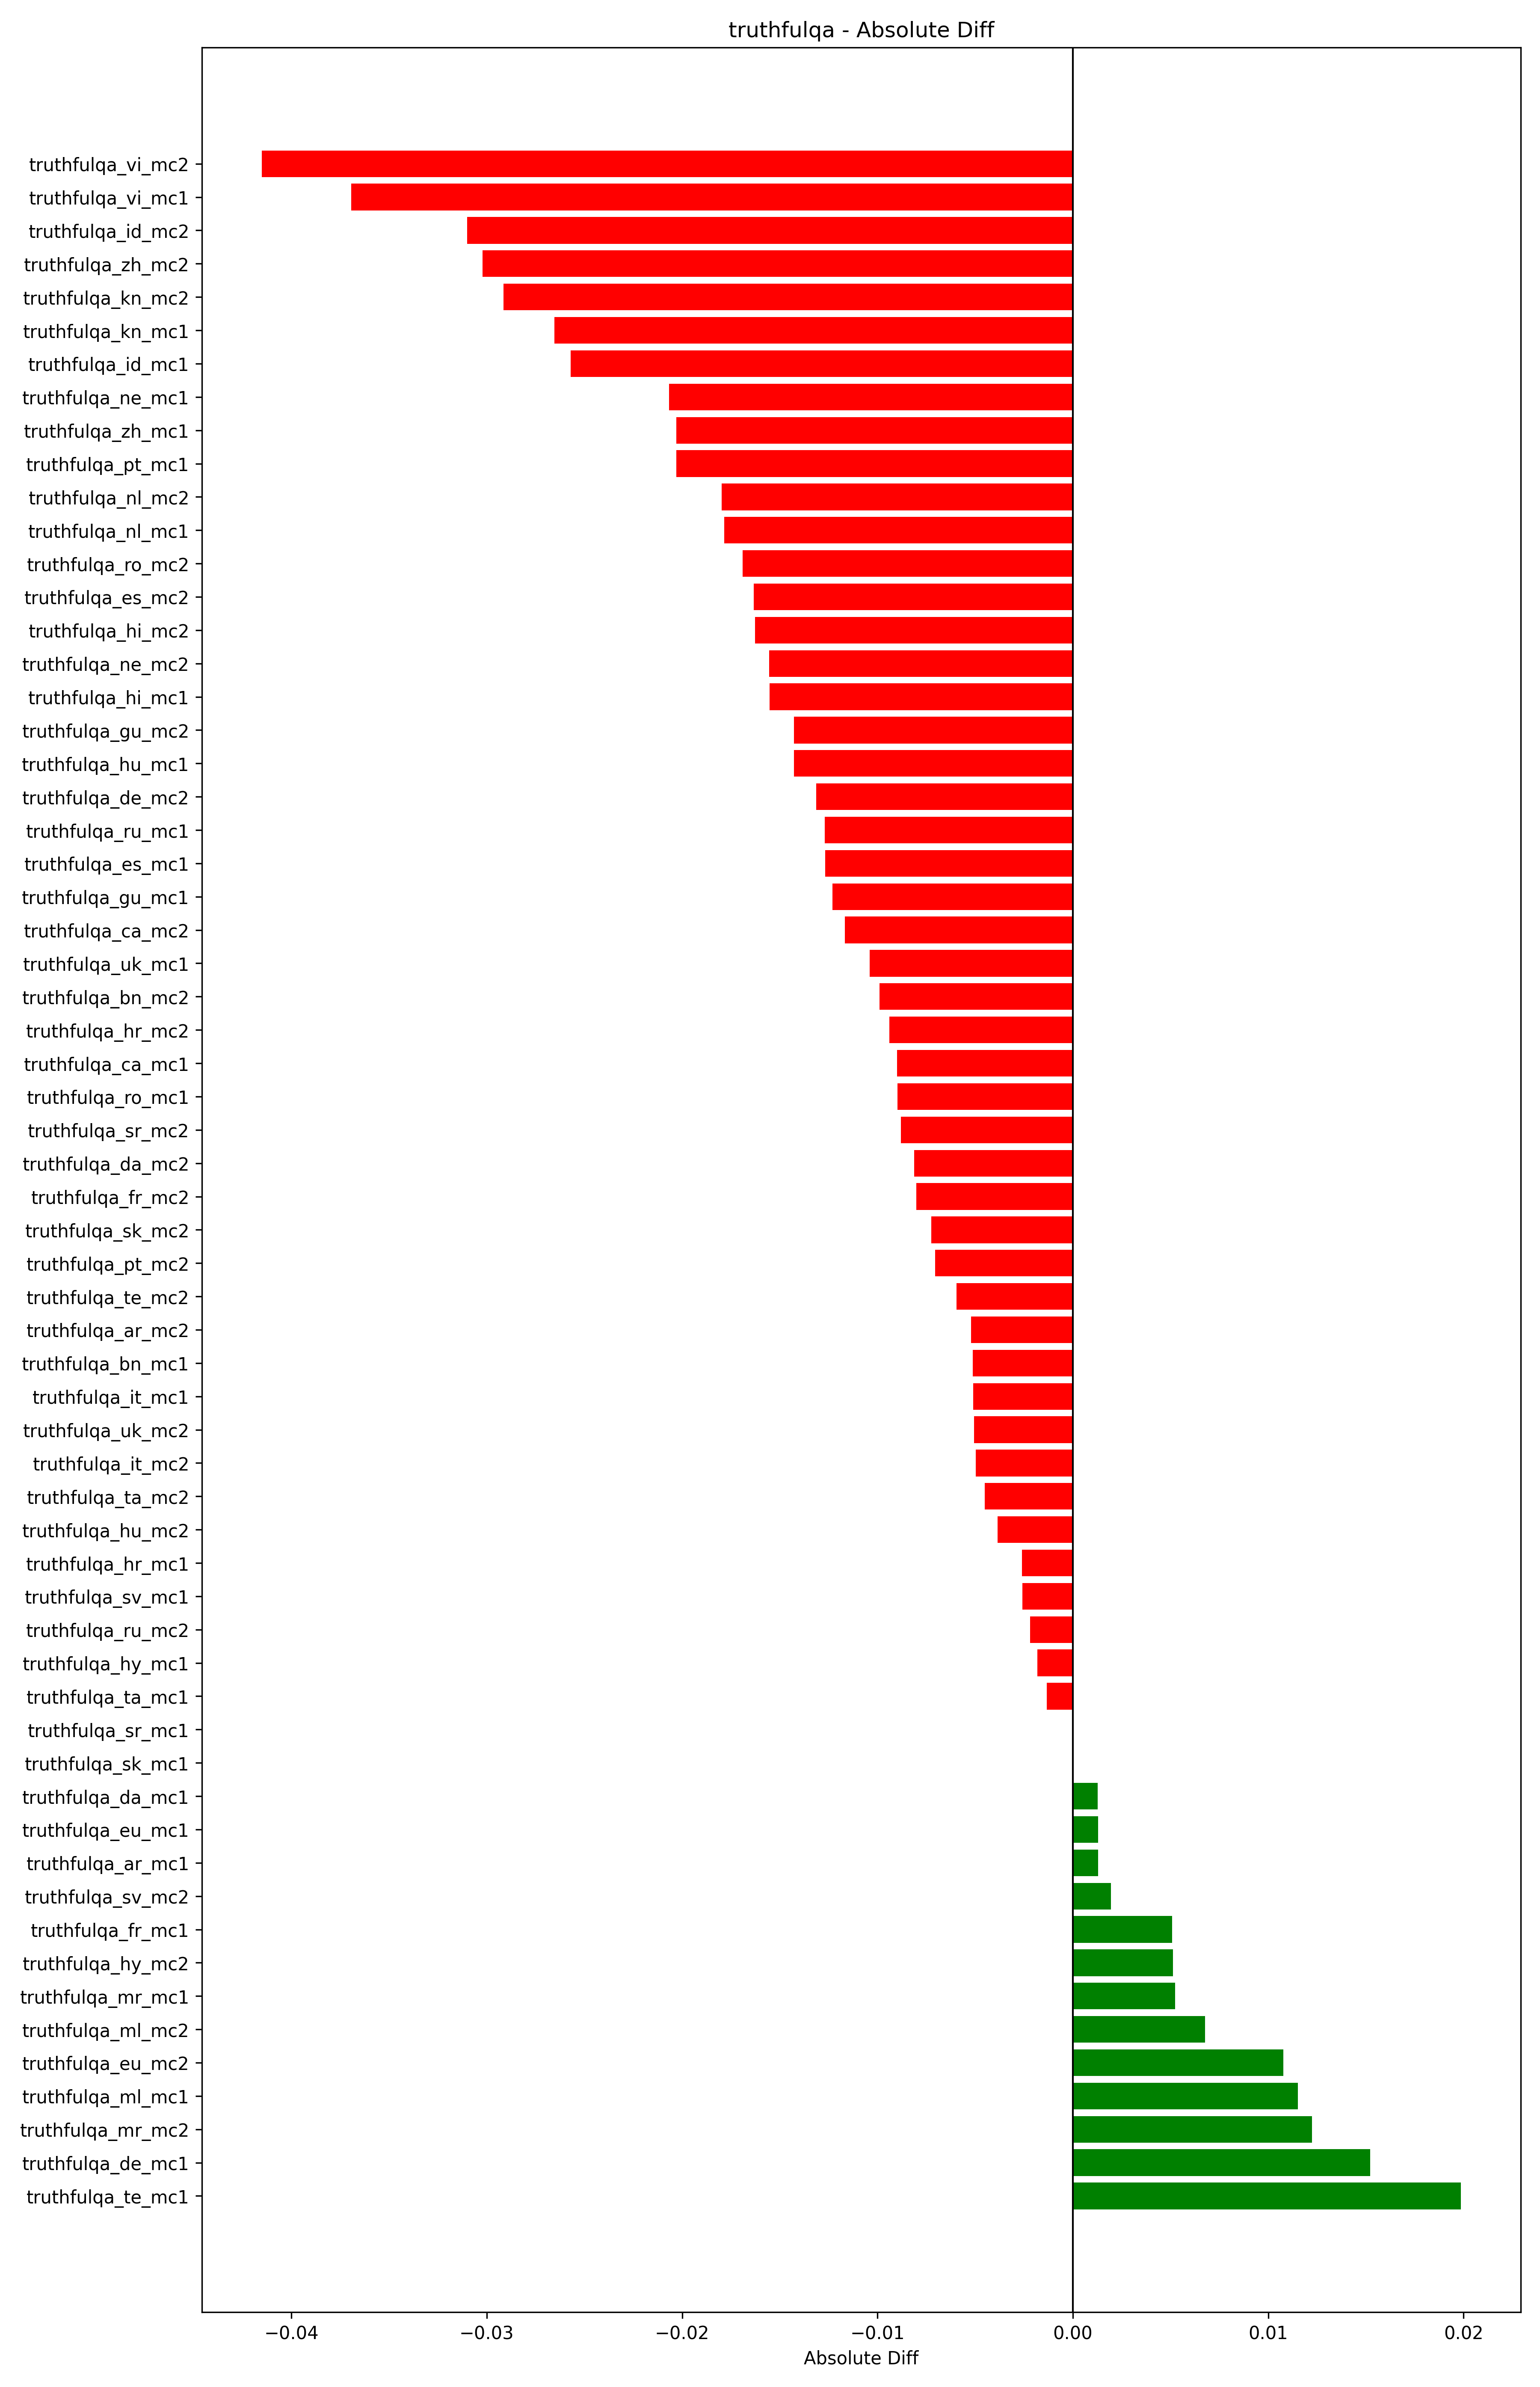 truthfulqa - Absolute Diff
truthfulqa_vi_mc2
truthfulqa_vi_mc1
truthfulqa_id_mc2
truthfulqa_zh_mc2
truthfulqa_kn_mc2
truthfulqa_kn_mc1
truthfulqa_id_mc1
truthfulqa_ne_mc1
truthfulqa_zh_mc1
truthfulqa_pt_mc1
truthfulqa_nl_mc2
truthfulqa_nl_mc1
truthfulqa_ro_mc2
truthfulqa_es_mc2
truthfulqa_hi_mc2
truthfulqa_ne_mc2
truthfulqa_hi_mc1
truthfulqa_gu_mc2
truthfulqa_hu_mc1
truthfulqa_de_mc2
truthfulqa_ru_mc1
truthfulqa_es_mc1
truthfulqa_gu_mc1
truthfulqa_ca_mc2
truthfulqa_uk_mc1
truthfulqa_bn_mc2
truthfulqa_hr_mc2
truthfulqa_ca_mc1
truthfulqa_ro_mc1
truthfulqa_sr_mc2
truthfulqa_da_mc2
truthfulqa_fr_mc2
truthfulqa_sk_mc2
truthfulqa_pt_mc2
truthfulqa_te_mc2
truthfulqa_ar_mc2
truthfulqa_bn_mc1
truthfulqa_it_mc1
truthfulqa_uk_mc2
truthfulqa_it_mc2
truthfulqa_ta_mc2
truthfulqa_hu_mc2
truthfulqa_hr_mc1
truthfulqa_sv_mc1
truthfulqa_ru_mc2
truthfulqa_hy_mc1
truthfulqa_ta_mc1
truthfulqa_sr_mc1
truthfulqa_sk_mc1
truthfulqa_da_mc1
truthfulqa_eu_mc1
truthfulqa_ar_mc1
truthfulqa_sv_mc2
truthfulqa_fr_mc1
truthfulqa_hy_mc2
truthfulqa_mr_mc1
truthfulqa_ml_mc2
truthfulqa_eu_mc2
truthfulqa_ml_mc1
truthfulqa_mr_mc2
truthfulqa_de_mc1
truthfulqa_te_mc1
−0.04 −0.03 −0.02 −0.01 0.00 0.01 0.02
Absolute Diff